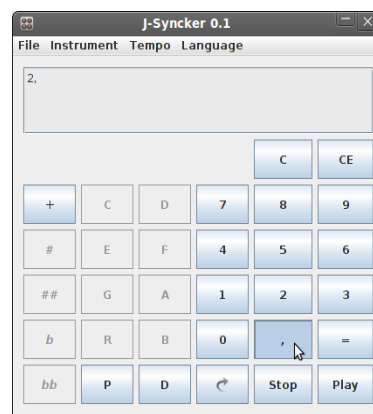 J-Syncker 0.1
File Instrument Tempo Language
2,
C CE
+ C D 7 8 9
# E F 4 5 6
## G A 1 2 3
b R B 0 , =
bb P D Stop Play